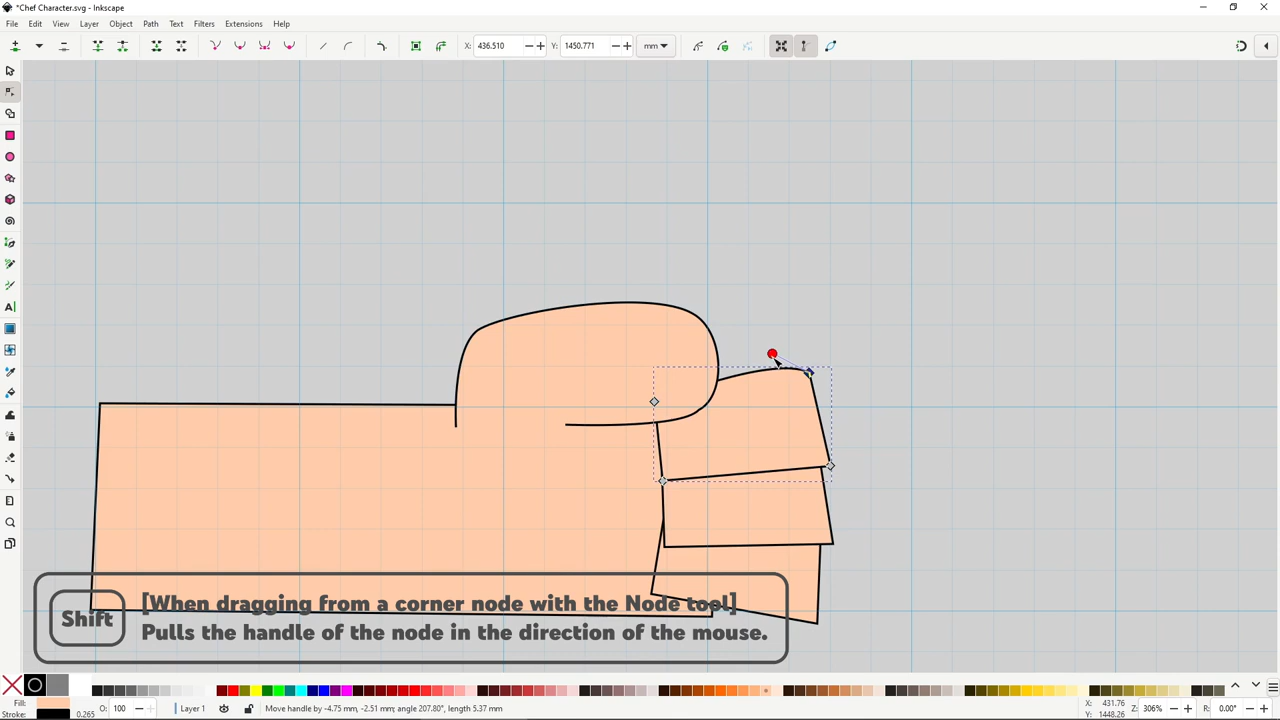 *Chef Character.svg - Inkscape
File Edit View Layer Object Path Text Filters Extensions Help
X: 436.510 Y: 1450.771 mm
Shift
[When dragging from a corner node with the Node tool]
Pulls the handle of the node in the direction of the mouse.
Fill:
Stroke: 0.265 O: 100 Layer 1 Move handle by -4.75 mm, -2.51 mm; angle 207.80°, length 5.37 mm X: 431.76 Z: 306% R: 0.00°
Y: 1448.26